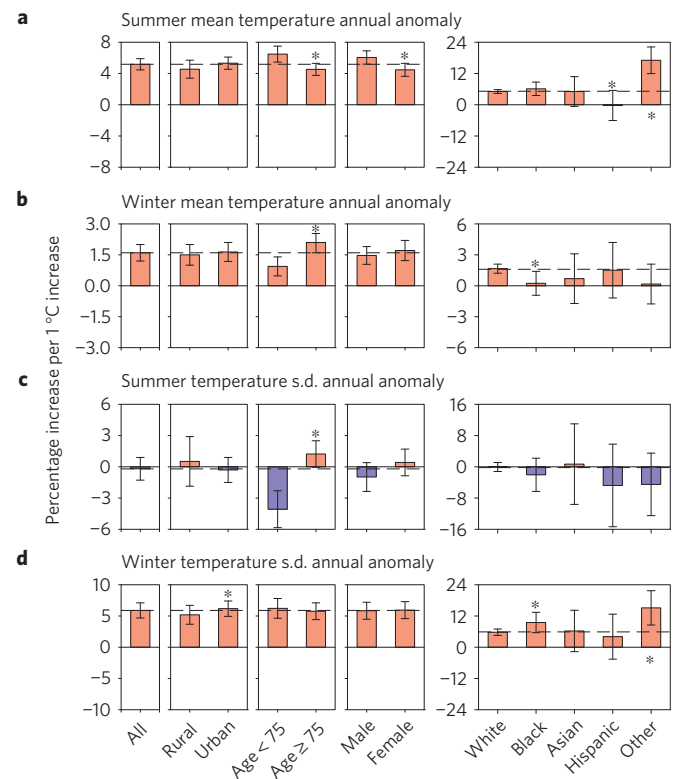 a Summer mean temperature annual anomaly
8 24
4 12
0 0
−4 −12
−8 −24
* * * *
b Winter mean temperature annual anomaly
3.0 6
1.5 3
0.0 0
−1.5 −3
−3.0 −6
* *
c Summer temperature s.d. annual anomaly
6 16
3 8
0 0
−3 −8
−6 −16
*
d Winter temperature s.d. annual anomaly
10 24
5 12
0 0
−5 −12
−10 −24
* * *
Percentage increase per 1 °C increase
All Rural Urban Age < 75 Age ≥ 75 Male Female White Black Asian Hispanic Other